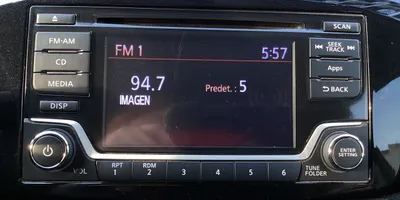 SCAN
FM-AM
CD
MEDIA
DISP
FM 1
5:57
94.7
Predet. : 5
IMAGEN
SEEK
TRACK
Apps
BACK
VOL
RPT
1
RDM
2
3
4
5
6
TUNE
FOLDER
ENTER
SETTING